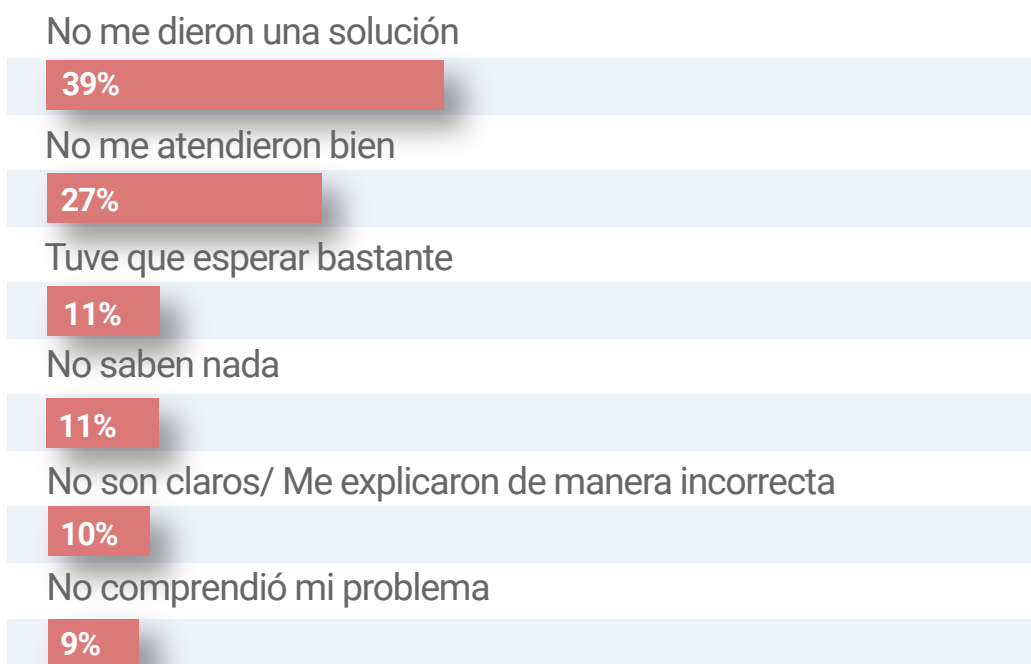 No me dieron una solución
39%
No me atendieron bien
27%
Tuve que esperar bastante
11%
No saben nada
11%
No son claros/ Me explicaron de manera incorrecta
10%
No comprendió mi problema
9%